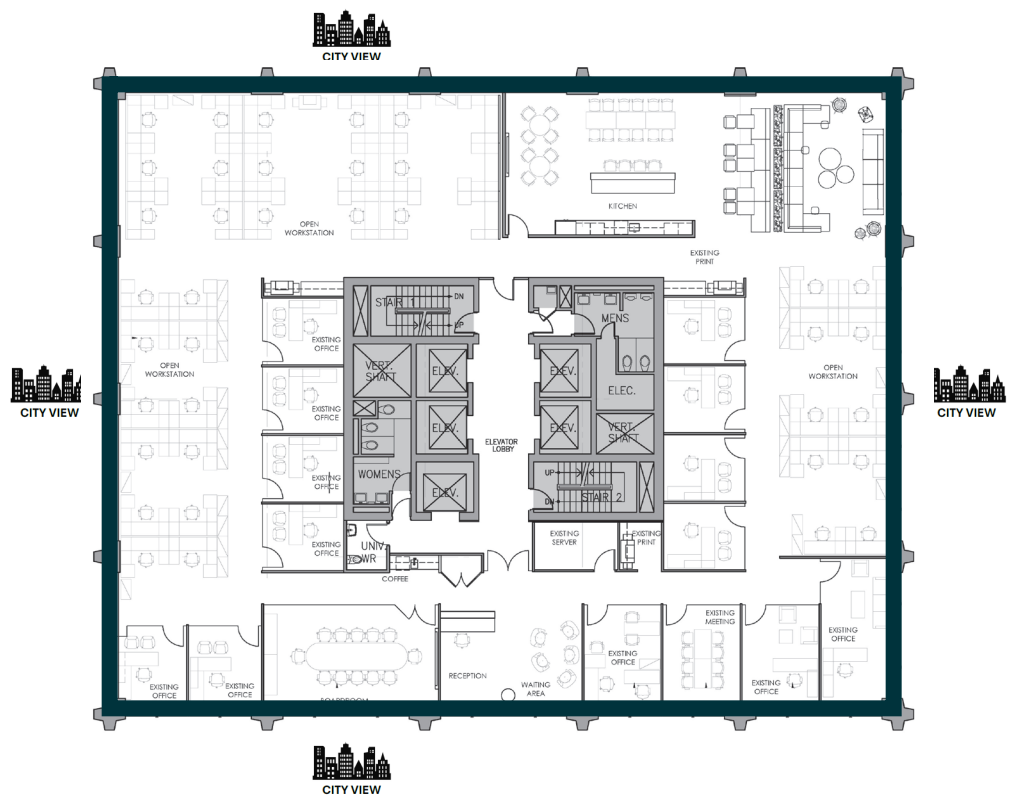 CITY VIEW
OPEN
WORKSTATION
KITCHEN
EXISTING
PRINT
STAIR 1
DN
UP
MENS
EXISTING
OFFICE
OPEN
WORKSTATION
VERT.
SHAFT
ELEV.
ELEV.
ELEC.
OPEN
WORKSTATION
CITY VIEW
CITY VIEW
EXISTING
OFFICE
ELEV.
ELEVATOR
LOBBY
ELEV.
VERT.
SHAFT
EXISTING
OFFICE
WOMENS
ELEV.
UP
DN
STAIR 2
EXISTING
OFFICE
UNIV.
WR
EXISTING
SERVER
EXISTING
PRINT
COFFEE
EXISTING
OFFICE
EXISTING
OFFICE
BOARDROOM
RECEPTION
WAITING
AREA
EXISTING
OFFICE
EXISTING
MEETING
EXISTING
OFFICE
EXISTING
OFFICE
CITY VIEW